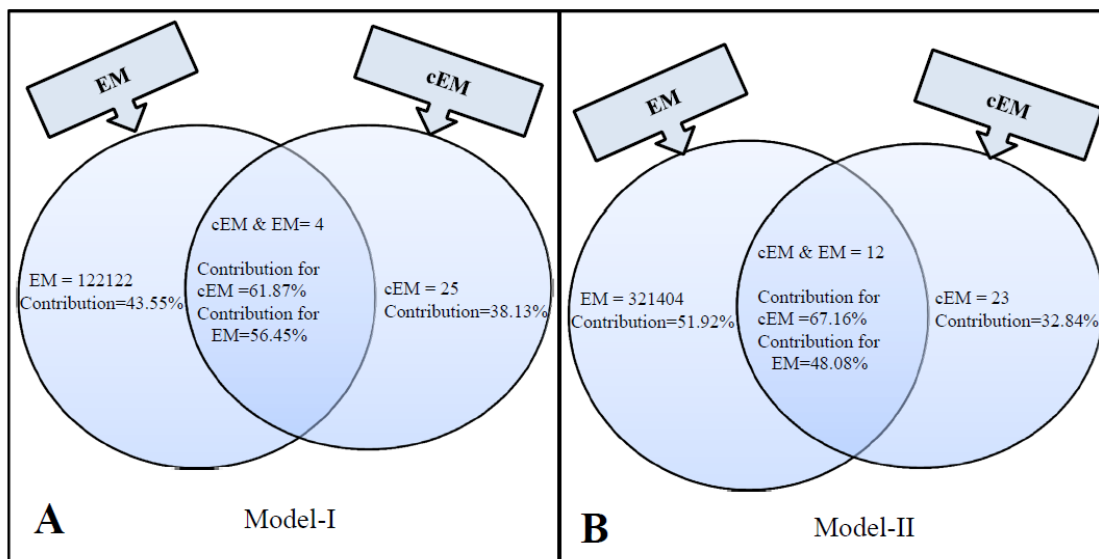 EM
cEM
cEM & EM= 4
EM = 122122
Contribution=43.55%
Contribution for
cEM =61.87%
Contribution for
EM=56.45%
cEM = 25
Contribution=38.13%
A
Model-I
EM
cEM
cEM & EM = 12
EM = 321404
Contribution=51.92%
Contribution for
cEM =67.16%
Contribution for
EM=48.08%
cEM = 23
Contribution=32.84%
B
Model-II